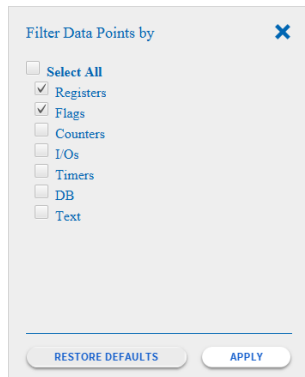 Filter Data Points by
Select All
Registers
Flags
Counters
I/Os
Timers
DB
Text
RESTORE DEFAULTS APPLY